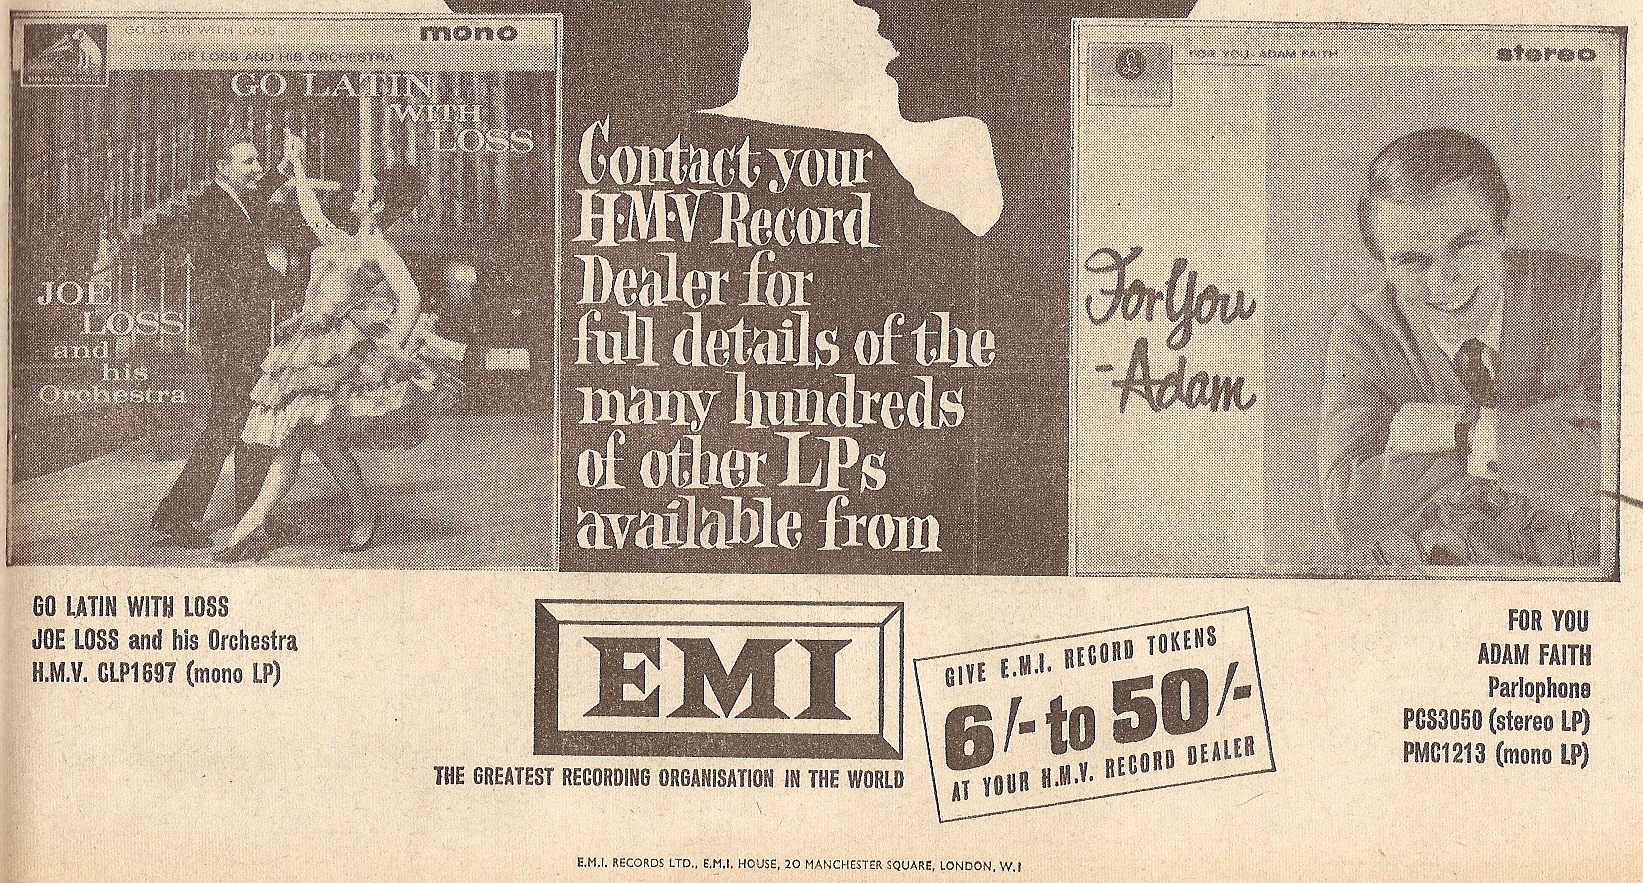 GO LATIN WITH LOSS
JOE LOSS AND HIS ORCHESTRA
mono
GO LATIN
WITH
LOSS
JOE
LOSS
and
his
Orchestra
Contact your
H·M·V Record
Dealer for
full details of the
many hundreds
of other LPs
available from
FOR YOU - ADAM FAITH
stereo
For You
-Adam
GO LATIN WITH LOSS
JOE LOSS and his Orchestra
H.M.V. CLP1697 (mono LP)
EMI
THE GREATEST RECORDING ORGANISATION IN THE WORLD
GIVE E.M.I. RECORD TOKENS
6/- to 50/-
AT YOUR H.M.V. RECORD DEALER
FOR YOU
ADAM FAITH
Parlophone
PCS3050 (stereo LP)
PMC1213 (mono LP)
E.M.I. RECORDS LTD., E.M.I. HOUSE, 20 MANCHESTER SQUARE, LONDON, W.1